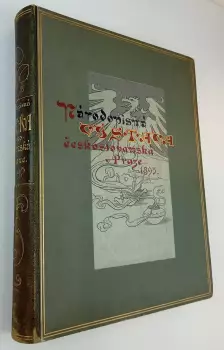 Národopisná
VÝSTAVA
českoslovanská
v Praze
1895.